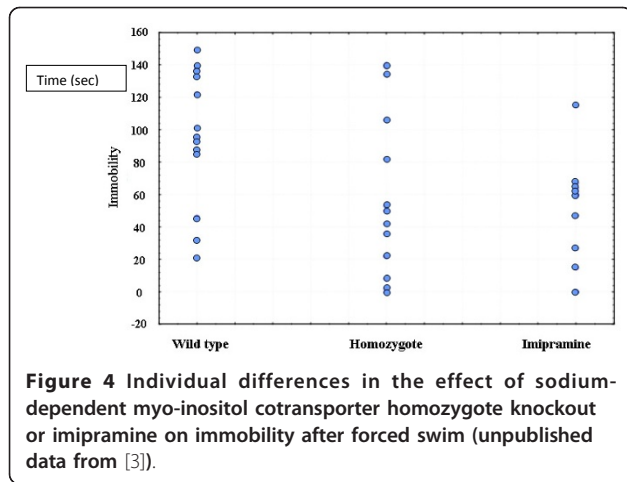 160
Time (sec)
140
120
100
80
60
40
20
0
-20
Immobility
Wild type Homozygote Imipramine
Figure 4 Individual differences in the effect of sodium-
dependent myo-inositol cotransporter homozygote knockout
or imipramine on immobility after forced swim (unpublished
data from [3]).